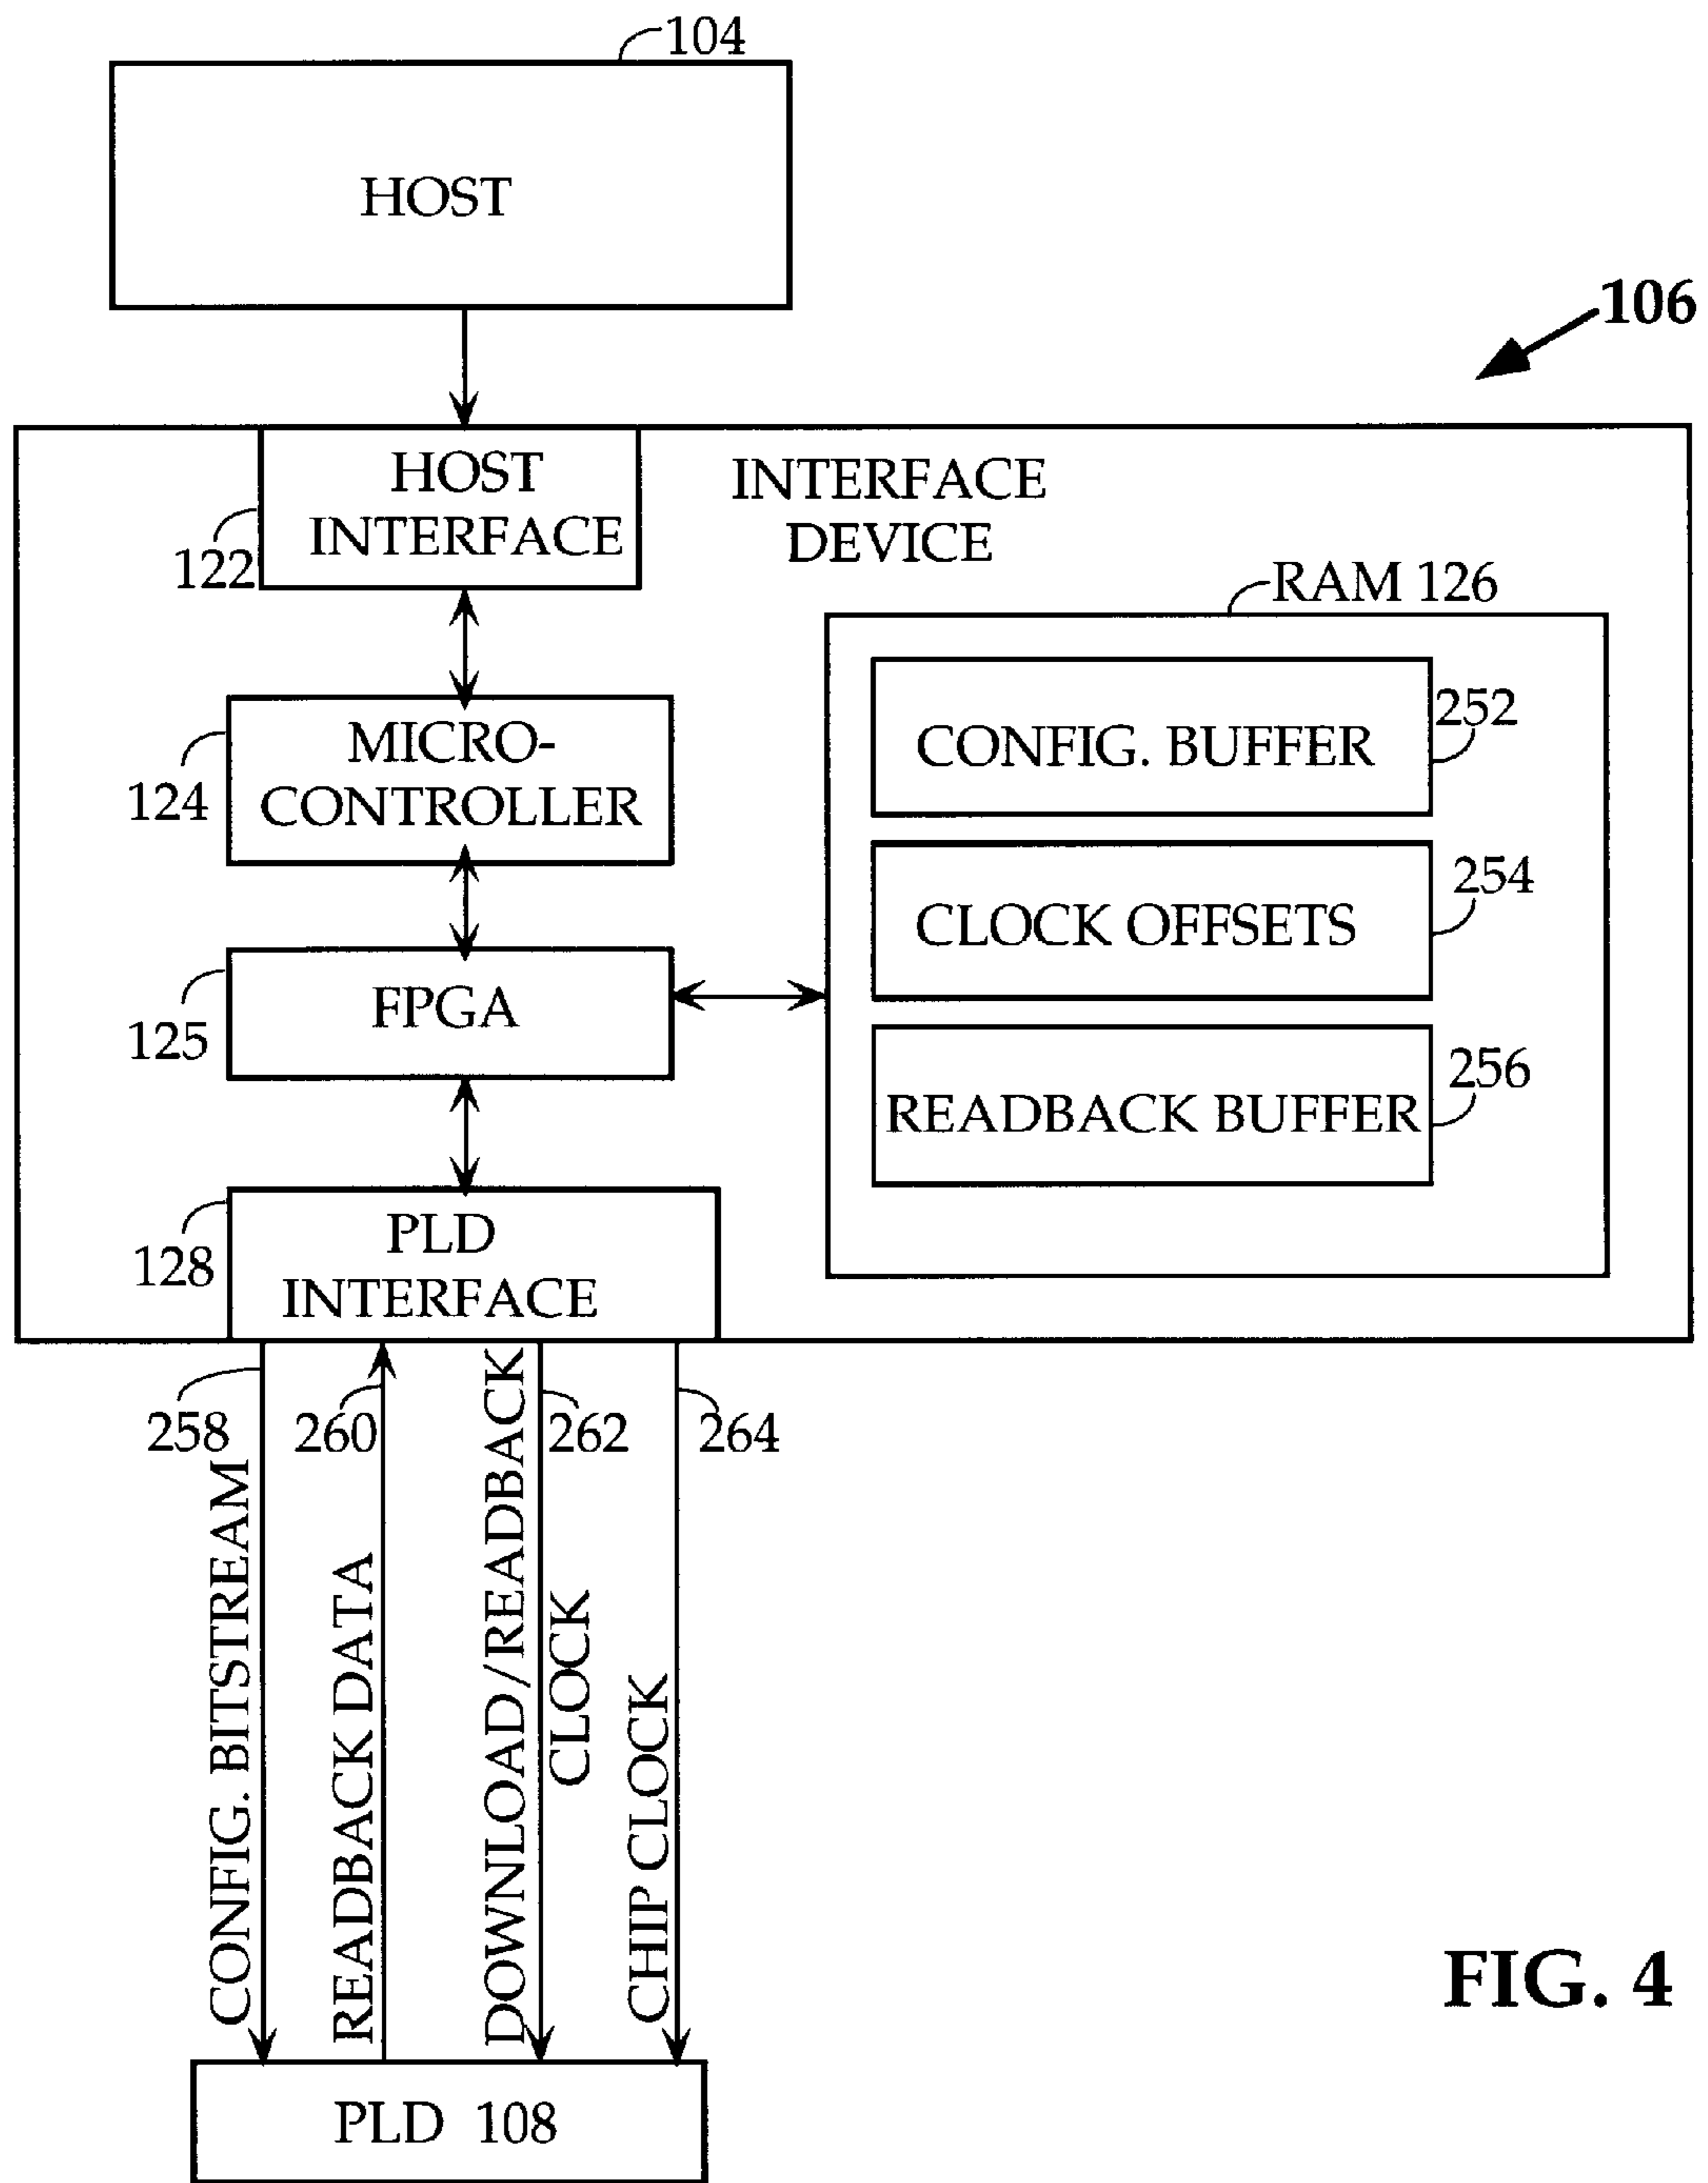 104
HOST
106
HOST
INTERFACE
122
INTERFACE
DEVICE
RAM 126
MICRO-
CONTROLLER
124
CONFIG. BUFFER
252
CLOCK OFFSETS
254
FPGA
125
READBACK BUFFER
256
PLD
INTERFACE
128
258
260
262
264
CONFIG. BITSTREAM
READBACK DATA
DOWNLOAD/READBACK
CLOCK
CHIP CLOCK
PLD 108
FIG. 4